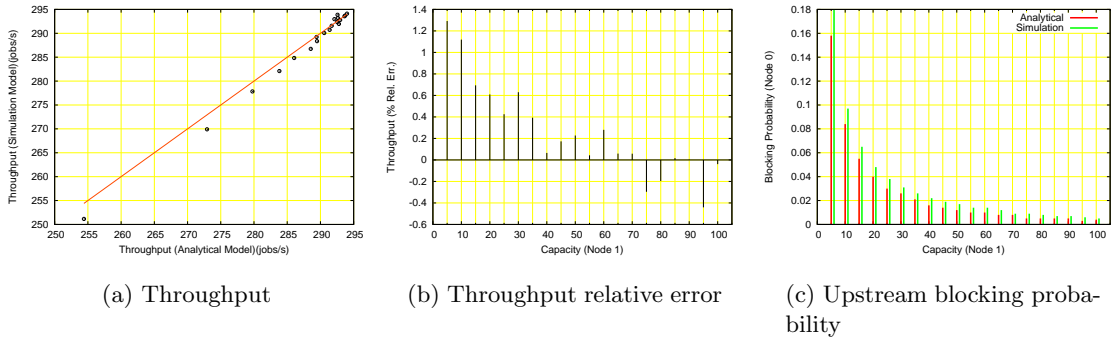 Throughput (Simulation Model)(jobs/s)
295
290
285
280
275
270
265
260
255
250
250 255 260 265 270 275 280 285 290 295
Throughput (Analytical Model)(jobs/s)
(a) Throughput
Throughput (% Rel. Err.)
1.4
1.2
1
0.8
0.6
0.4
0.2
0
-0.2
-0.4
-0.6
0 10 20 30 40 50 60 70 80 90 100
Capacity (Node 1)
(b) Throughput relative error
Blocking Probability (Node 0)
0.18
0.16
0.14
0.12
0.1
0.08
0.06
0.04
0.02
0
Analytical
Simulation
0 10 20 30 40 50 60 70 80 90 100
Capacity (Node 1)
(c) Upstream blocking proba-
bility